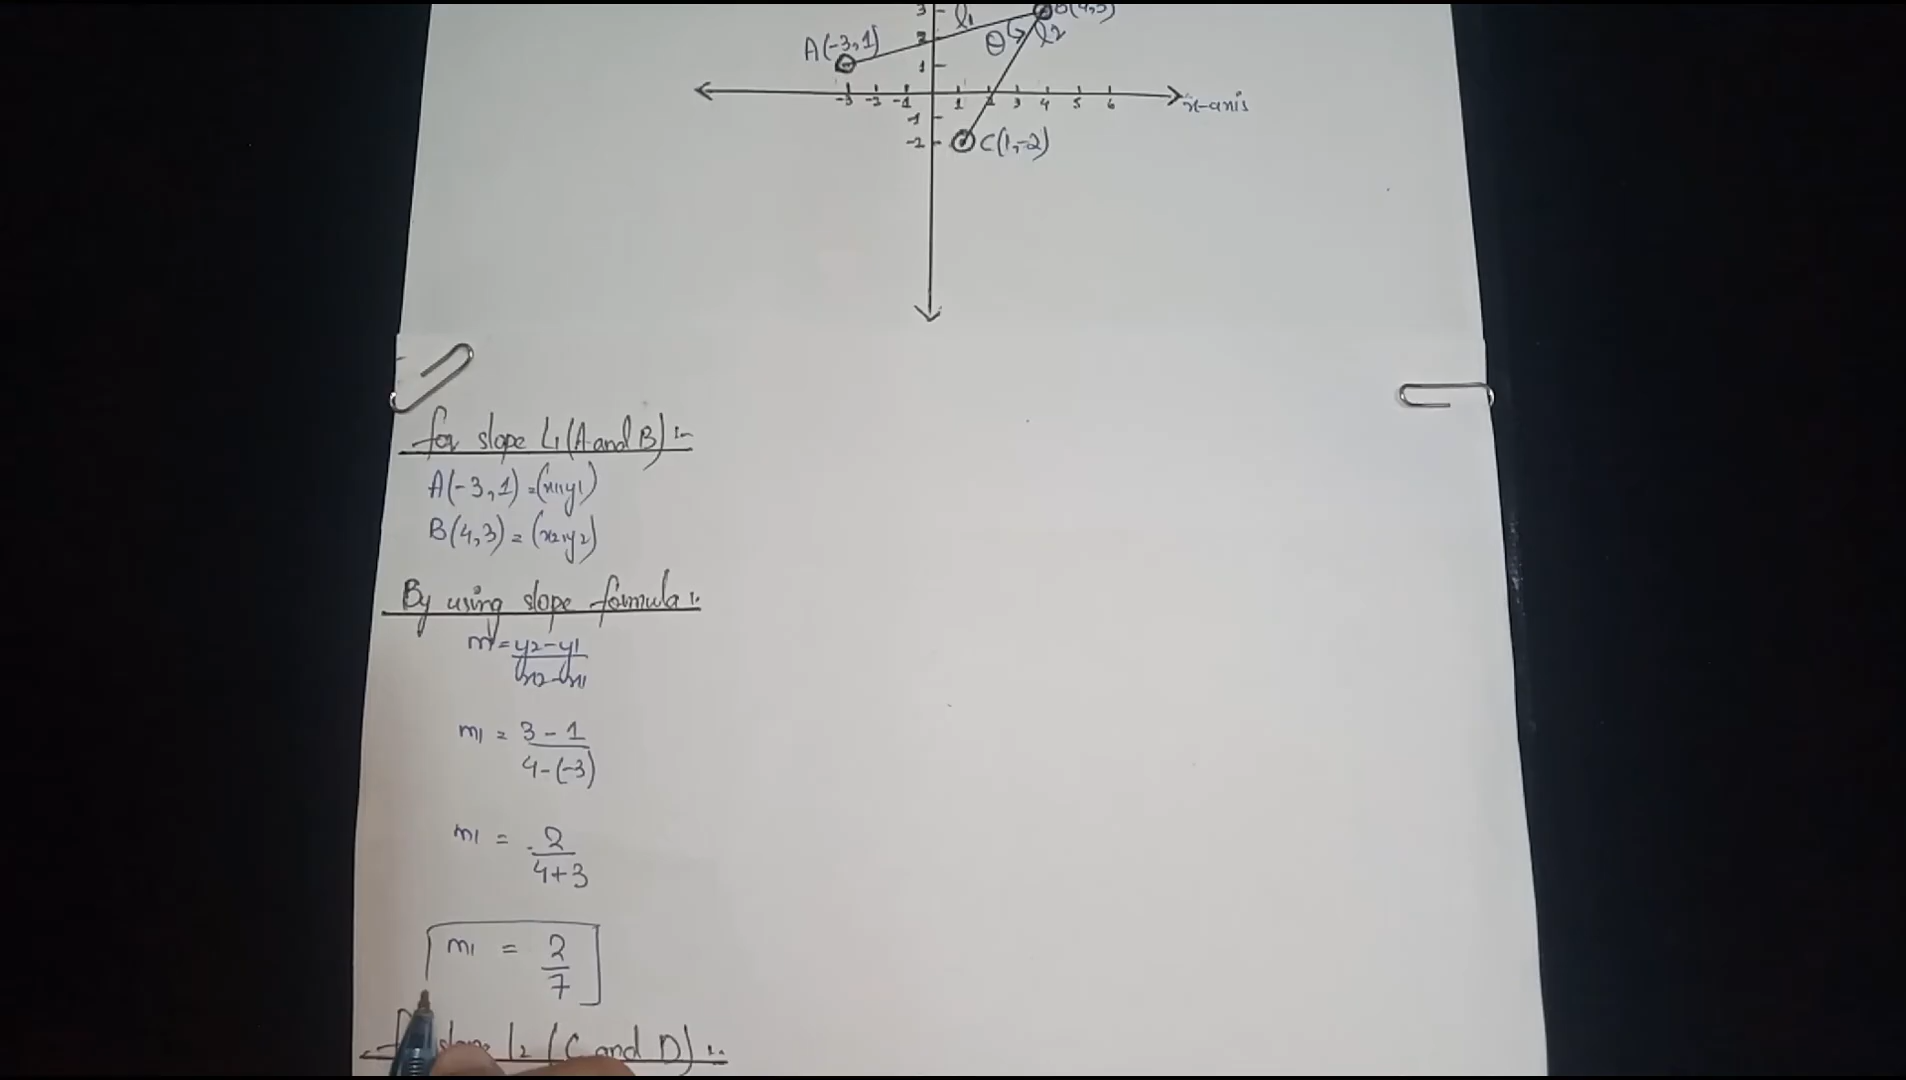 3 l1
A(-3,1) 2 θ l2
1
-3 -2 -1 1 2 3 4 5 6 x-axis
-1
-2 C(1,-2)
for slope L1 (A and B) :-
A(-3,1) = (x1,y1)
B(4,3) = (x2,y2)
By using slope formula :-
m = y2-y1
x2-x1
m1 = 3 - 1
4-(-3)
m1 = 2
4+3
m1 = 2
7
slope l2 (C and D) :-